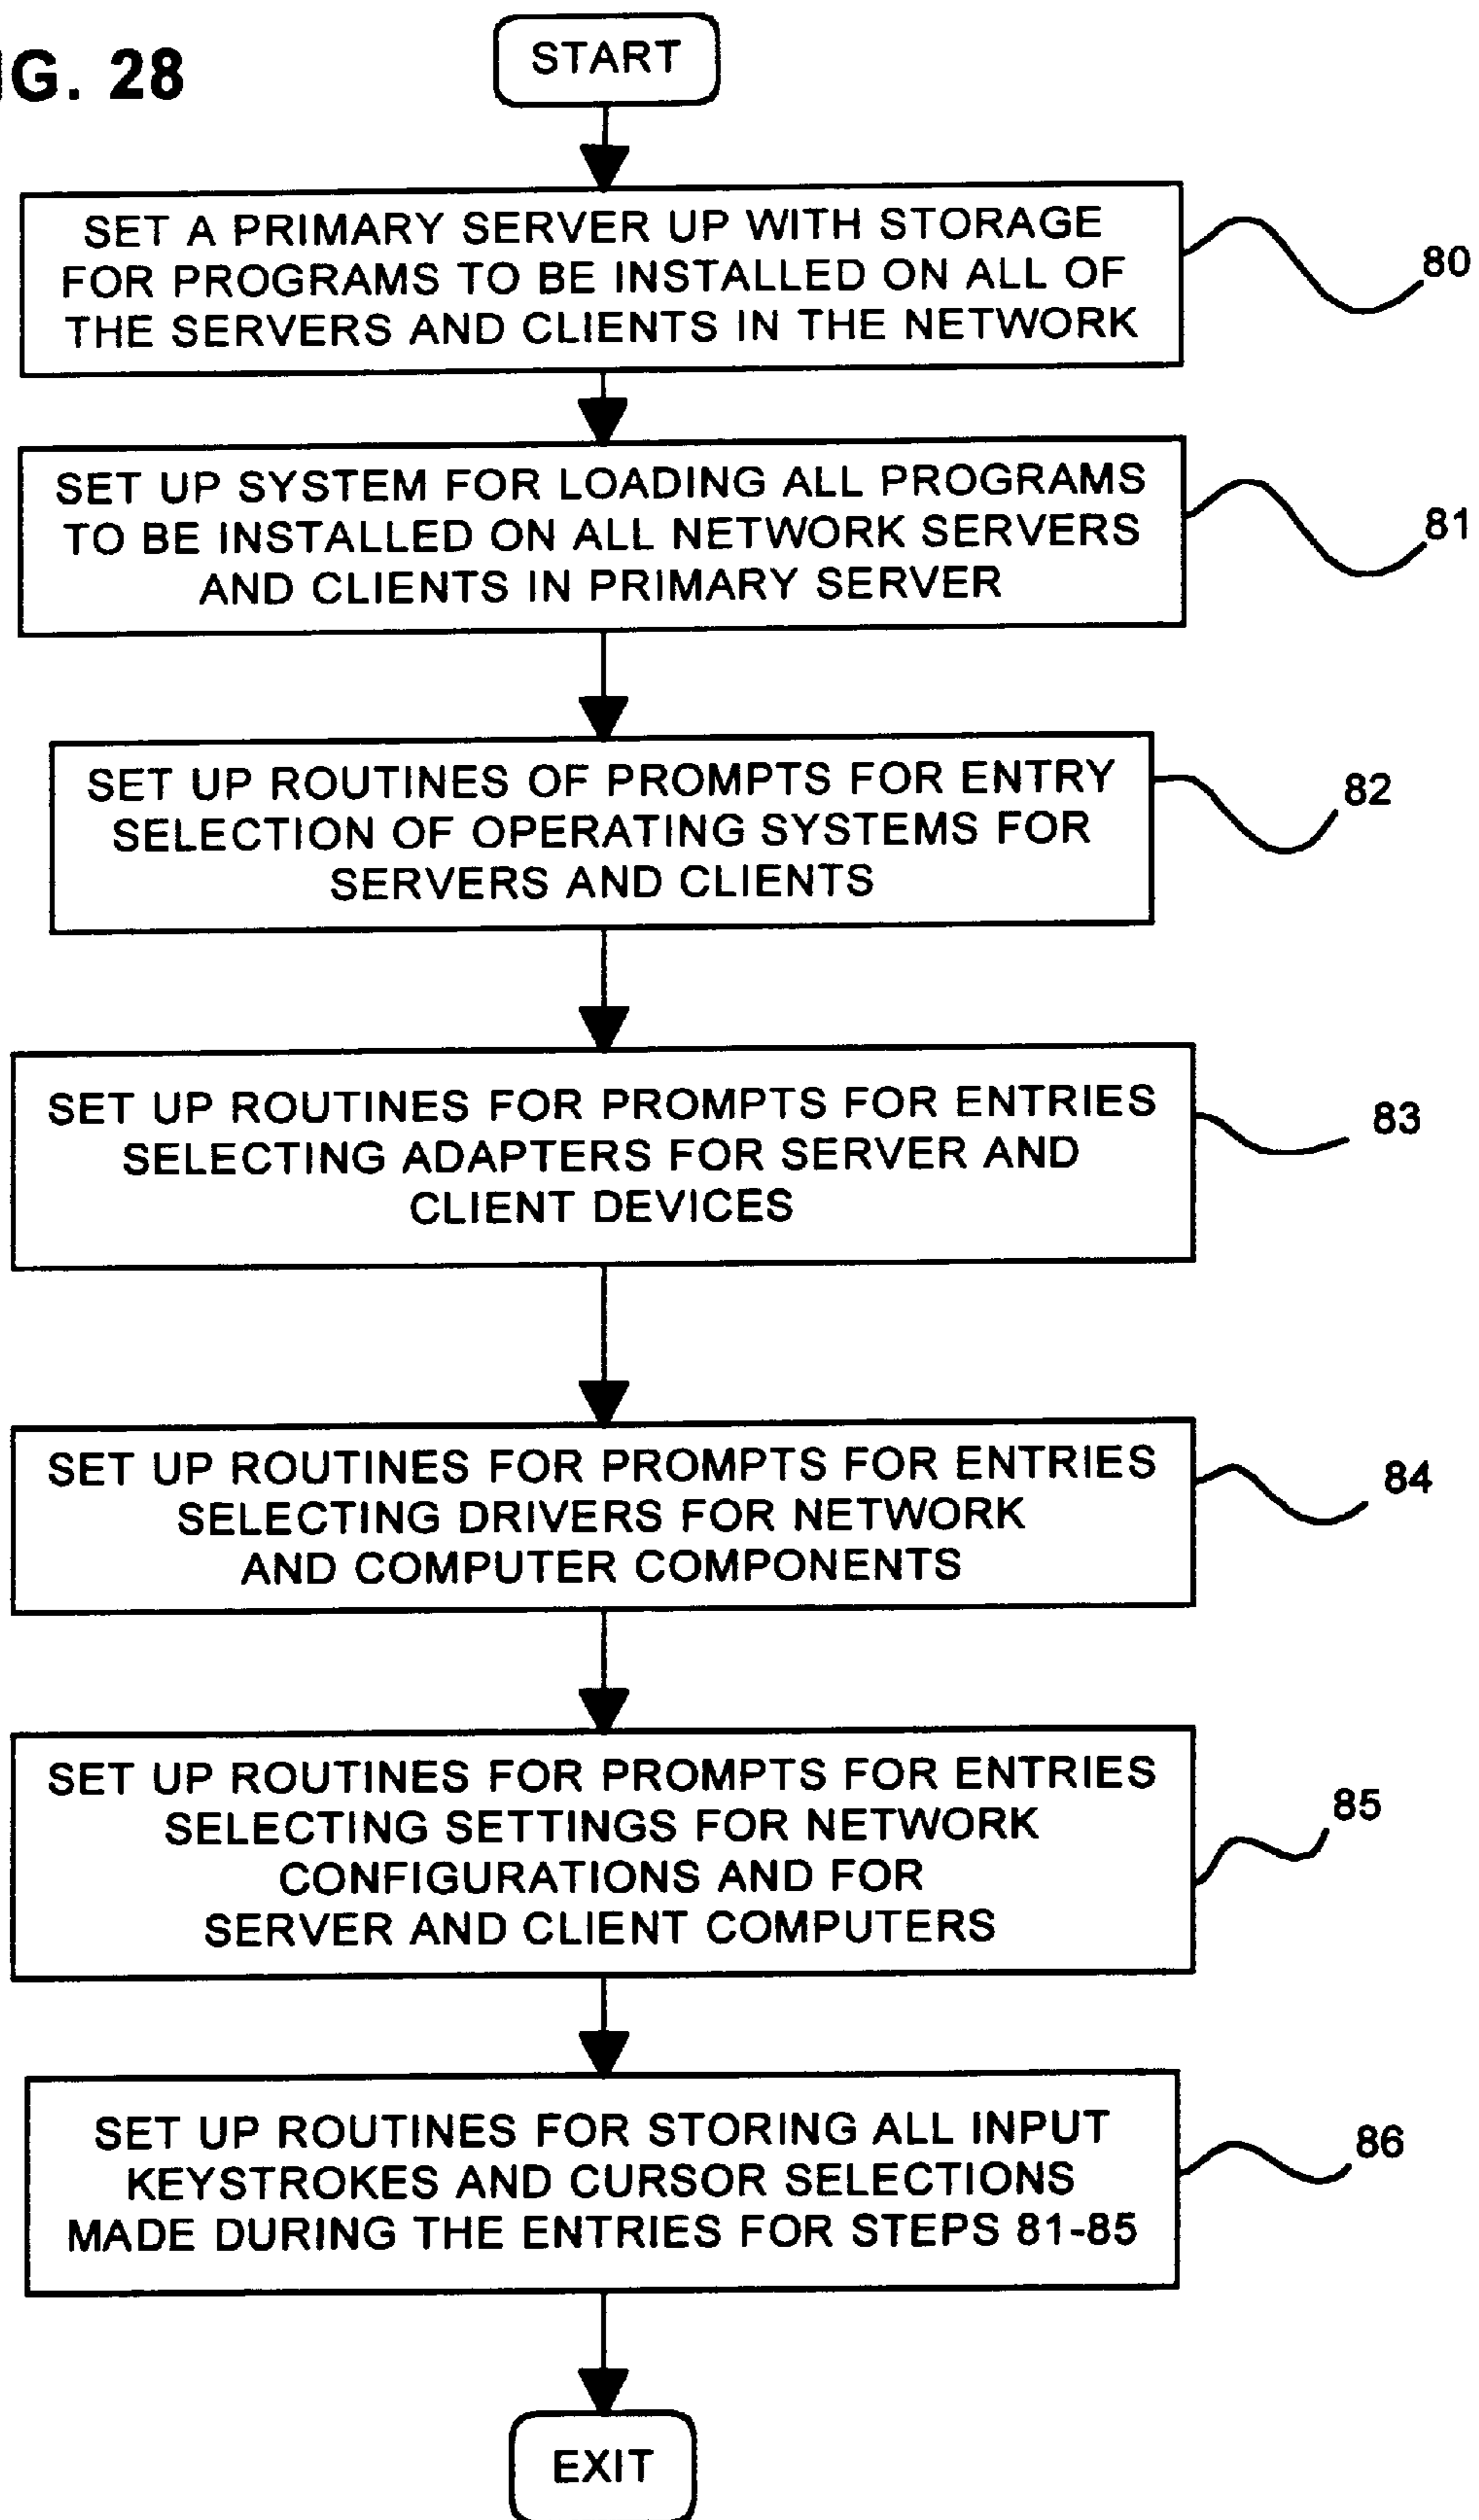 G. 28
START
SET A PRIMARY SERVER UP WITH STORAGE
FOR PROGRAMS TO BE INSTALLED ON ALL OF
THE SERVERS AND CLIENTS IN THE NETWORK
80
SET UP SYSTEM FOR LOADING ALL PROGRAMS
TO BE INSTALLED ON ALL NETWORK SERVERS
AND CLIENTS IN PRIMARY SERVER
81
SET UP ROUTINES OF PROMPTS FOR ENTRY
SELECTION OF OPERATING SYSTEMS FOR
SERVERS AND CLIENTS
82
SET UP ROUTINES FOR PROMPTS FOR ENTRIES
SELECTING ADAPTERS FOR SERVER AND
CLIENT DEVICES
83
SET UP ROUTINES FOR PROMPTS FOR ENTRIES
SELECTING DRIVERS FOR NETWORK
AND COMPUTER COMPONENTS
84
SET UP ROUTINES FOR PROMPTS FOR ENTRIES
SELECTING SETTINGS FOR NETWORK
CONFIGURATIONS AND FOR
SERVER AND CLIENT COMPUTERS
85
SET UP ROUTINES FOR STORING ALL INPUT
KEYSTROKES AND CURSOR SELECTIONS
MADE DURING THE ENTRIES FOR STEPS 81-85
86
EXIT